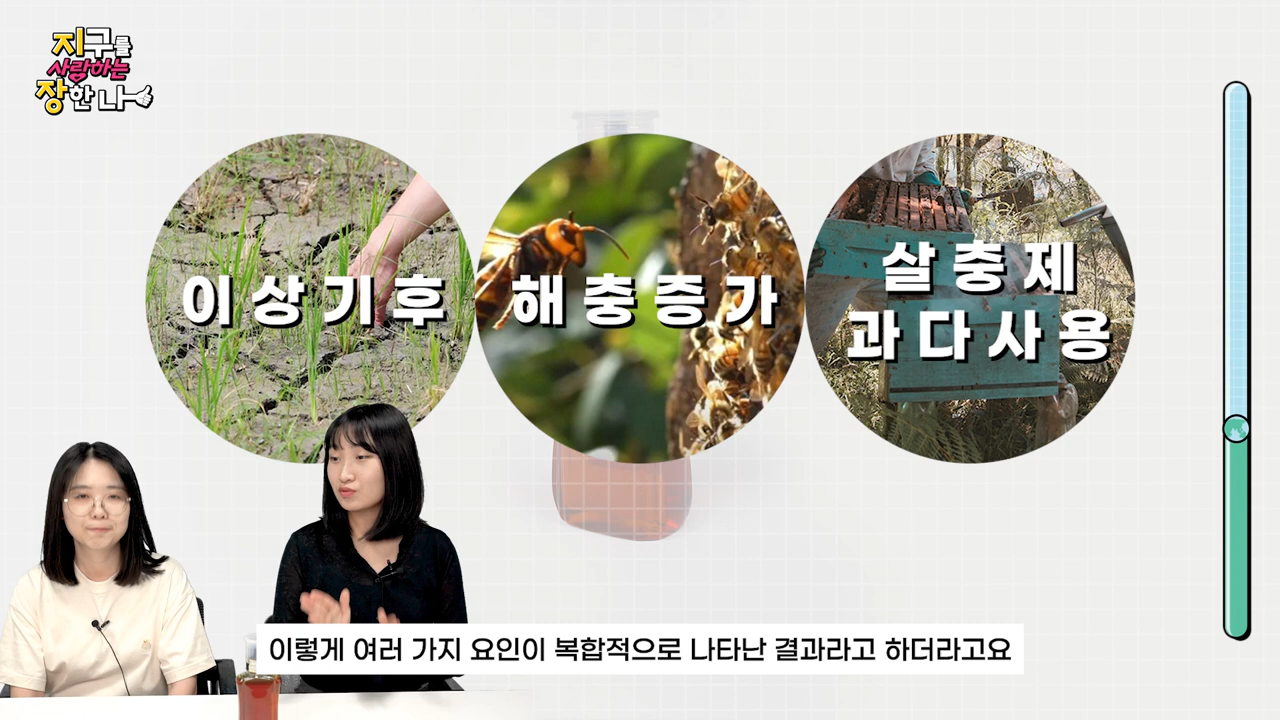 지구를
사랑하는
장한 나
이상기후
해충증가
살충제
과다사용
이렇게 여러 가지 요인이 복합적으로 나타난 결과라고 하더라고요